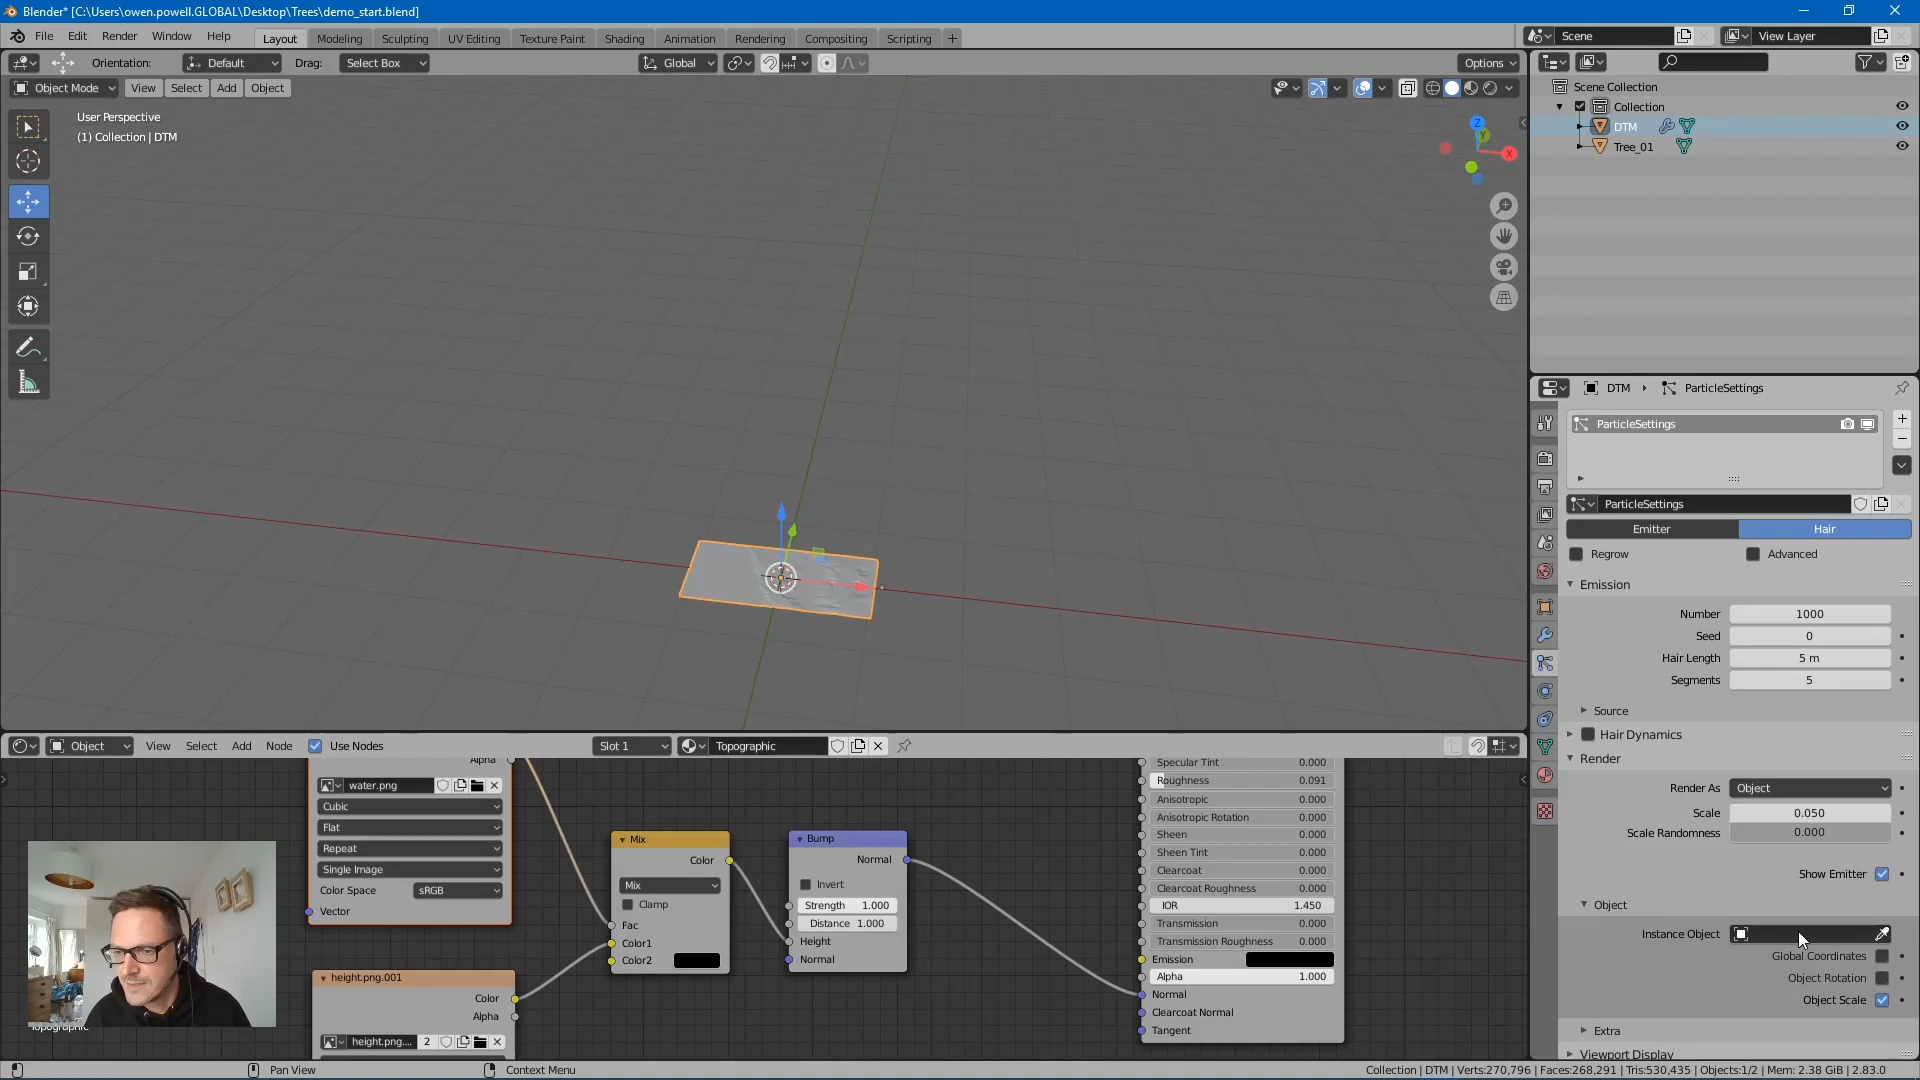 Blender* [C:\Users\owen.powell.GLOBAL\Desktop\Trees\demo_start.blend]
File Edit Render Window Help Layout Modeling Sculpting UV Editing Texture Paint Shading Animation Rendering Compositing Scripting + Scene View Layer
Orientation: Default Drag: Select Box Global Options
Object Mode View Select Add Object
Scene Collection
Collection
DTM
Tree_01
User Perspective
(1) Collection | DTM
Z
Y
X
DTM ParticleSettings
ParticleSettings
ParticleSettings
Emitter Hair
Regrow Advanced
Emission
Number 1000
Seed 0
Hair Length 5 m
Segments 5
Source
Hair Dynamics
Render
Render As Object
Scale 0.050
Scale Randomness 0.000
Show Emitter
Object
Instance Object
Global Coordinates
Object Rotation
Object Scale
Extra
Viewport Display
Object View Select Add Node Use Nodes Slot 1 Topographic
Alpha
water.png
Cubic
Flat
Repeat
Single Image
Color Space sRGB
Vector
height.png.001
Color
Alpha
height.png.... 2
Mix
Color
Mix
Clamp
Fac
Color1
Color2
Bump
Normal
Invert
Strength 1.000
Distance 1.000
Height
Normal
Specular Tint 0.000
Roughness 0.091
Anisotropic 0.000
Anisotropic Rotation 0.000
Sheen 0.000
Sheen Tint 0.000
Clearcoat 0.000
Clearcoat Roughness 0.000
IOR 1.450
Transmission 0.000
Transmission Roughness 0.000
Emission
Alpha 1.000
Normal
Clearcoat Normal
Tangent
Topographic
Pan View Context Menu Collection | DTM | Verts:270,796 | Faces:268,291 | Tris:530,435 | Objects:1/2 | Mem: 2.38 GiB | 2.83.0